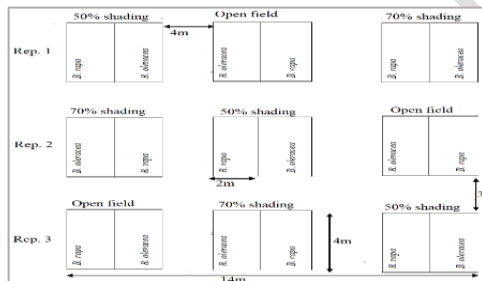 50% shading Open field 70% shading
4m
Rep. 1
B. rapa B. oleracea B. oleracea B. rapa B. rapa B. oleracea
70% shading 50% shading Open field
Rep. 2
B. oleracea B. rapa B. rapa B. oleracea B. oleracea B. rapa
2m
3
Open field 70% shading 50% shading
Rep. 3
4m
B. rapa B. oleracea B. oleracea B. rapa B. rapa B. oleracea
14m